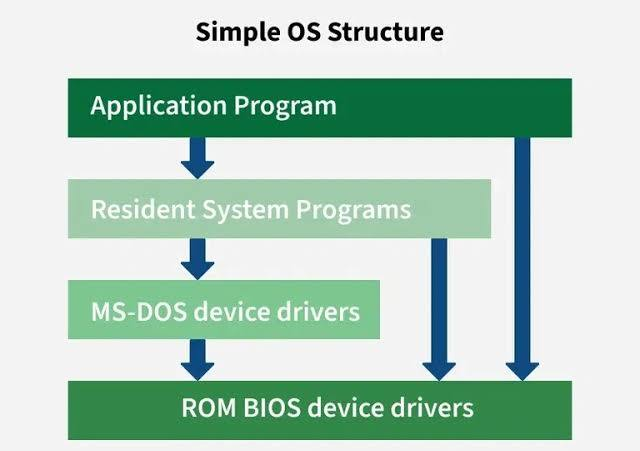 Simple OS Structure
Application Program
Resident System Programs
MS-DOS device drivers
ROM BIOS device drivers